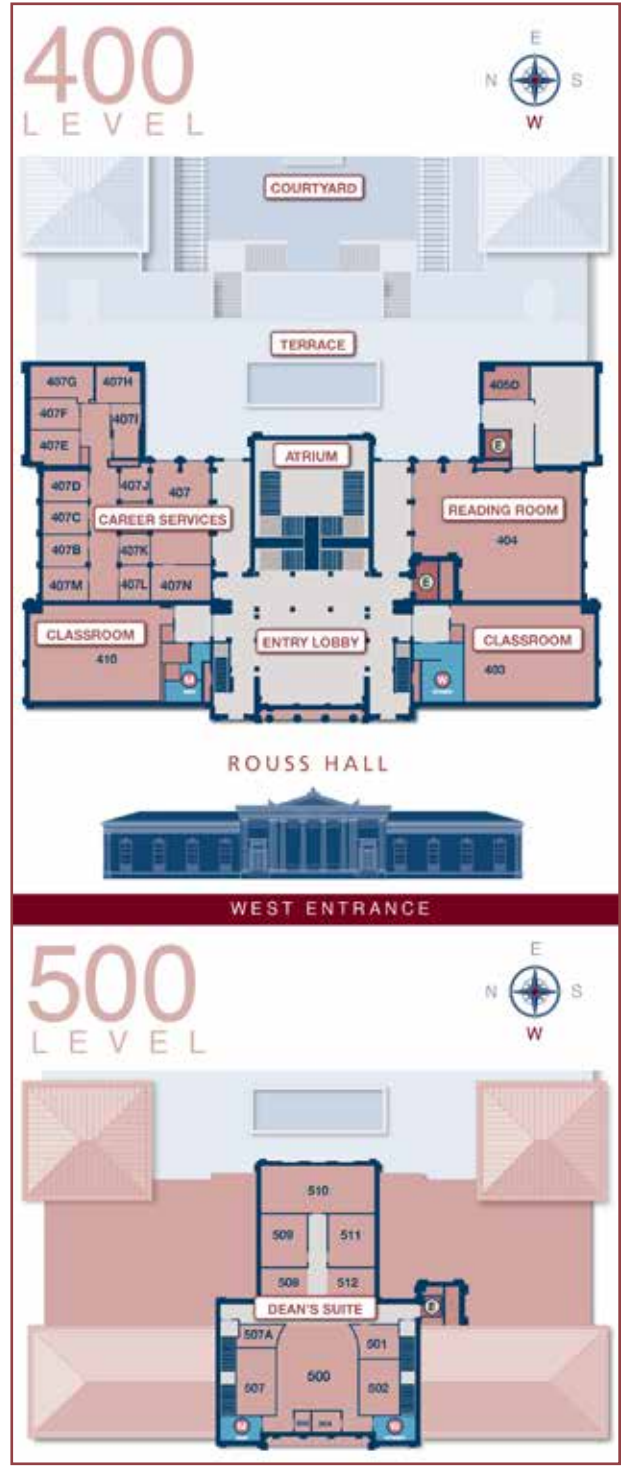 400
LEVEL
E
N S
W
COURTYARD
TERRACE
407G 407H
407F 407I
407E
405D
E
ATRIUM
407D 407J 407
READING ROOM
407C CAREER SERVICES
404
407B 407K
407M 407L 407N
E
CLASSROOM
410
M
ENTRY LOBBY
CLASSROOM
403
W
ROUSS HALL
WEST ENTRANCE
500
LEVEL
E
N S
W
510
509 511
512
DEAN'S SUITE
E
507A 501
507 500 502
M W